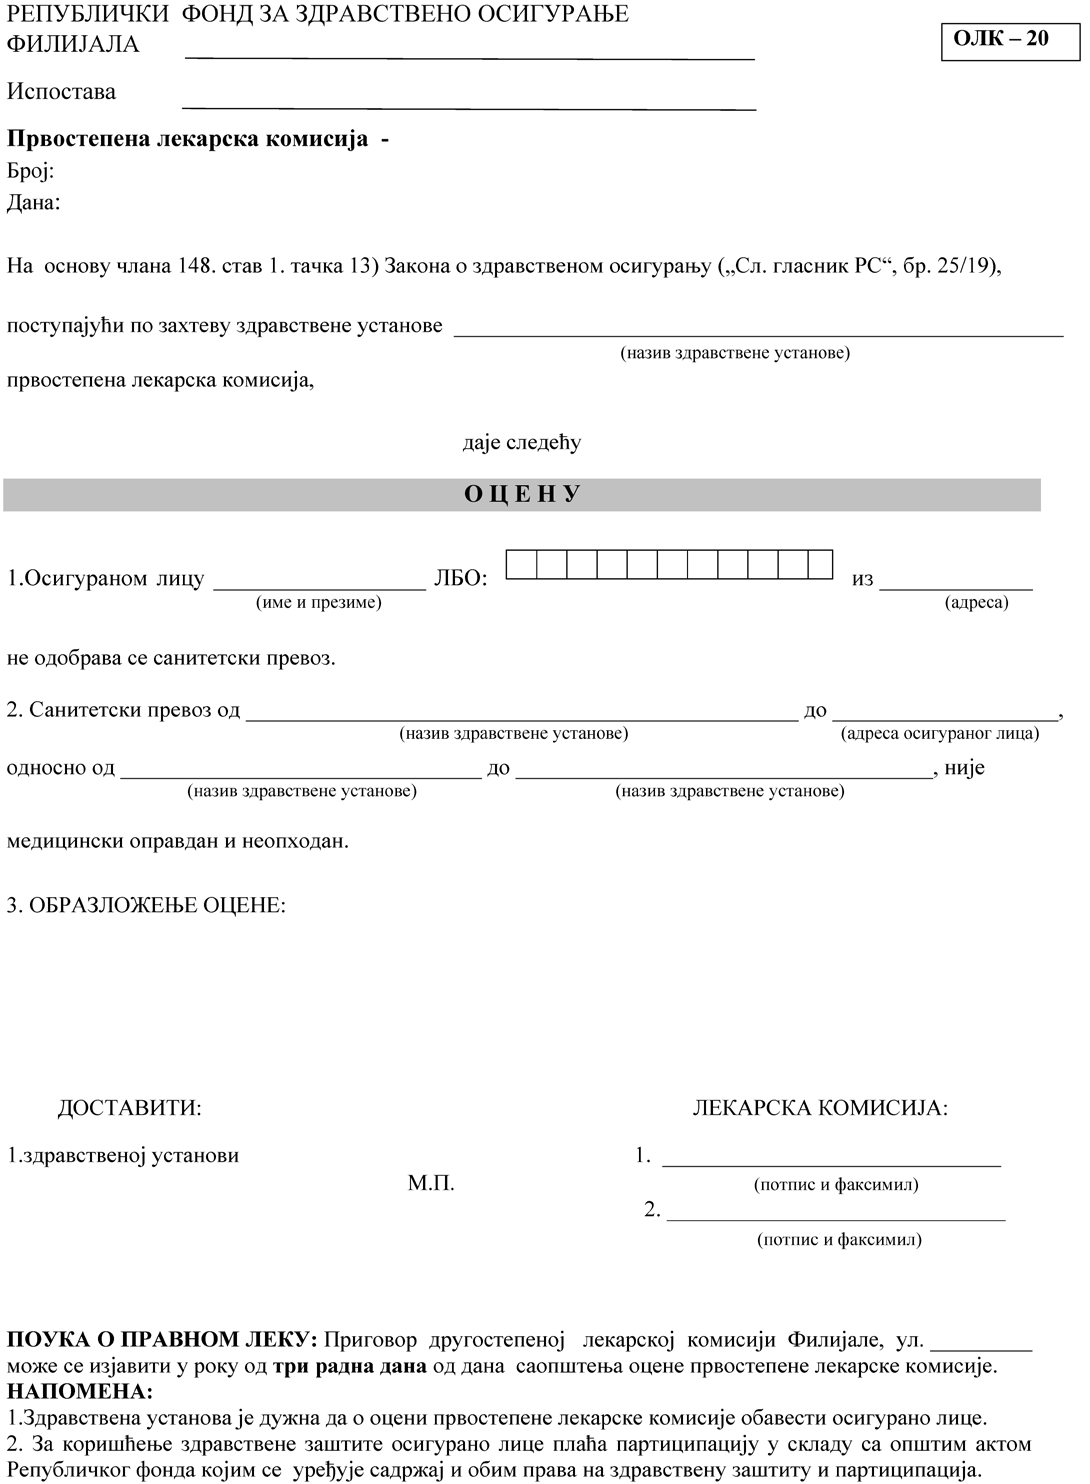 РЕПУБЛИЧКИ ФОНД ЗА ЗДРАВСТВЕНО ОСИГУРАЊЕ
ФИЛИЈАЛА
ОЛК – 20
Испостава
Првостепена лекарска комисија -
Број:
Дана:
На основу члана 148. став 1. тачка 13) Закона о здравственом осигурању („Сл. гласник РС“, бр. 25/19),
поступајући по захтеву здравствене установе
(назив здравствене установе)
првостепена лекарска комисија,
даје следећу
О Ц Е Н У
1.Осигураном лицу ЛБО: из
(име и презиме) (адреса)
не одобрава се санитетски превоз.
2. Санитетски превоз од до ,
(назив здравствене установе) (адреса осигураног лица)
односно од до , није
(назив здравствене установе) (назив здравствене установе)
медицински оправдан и неопходан.
3. ОБРАЗЛОЖЕЊЕ ОЦЕНЕ:
ДОСТАВИТИ: ЛЕКАРСКА КОМИСИЈА:
1.здравственој установи 1.
М.П. (потпис и факсимил)
2.
(потпис и факсимил)
ПОУКА О ПРАВНОМ ЛЕКУ: Приговор другостепеној лекарској комисији Филијале, ул.
може се изјавити у року од три радна дана од дана саопштења оцене првостепене лекарске комисије.
НАПОМЕНА:
1.Здравствена установа је дужна да о оцени првостепене лекарске комисије обавести осигурано лице.
2. За коришћење здравствене заштите осигурано лице плаћа партиципацију у складу са општим актом
Републичког фонда којим се уређује садржај и обим права на здравствену заштиту и партиципација.